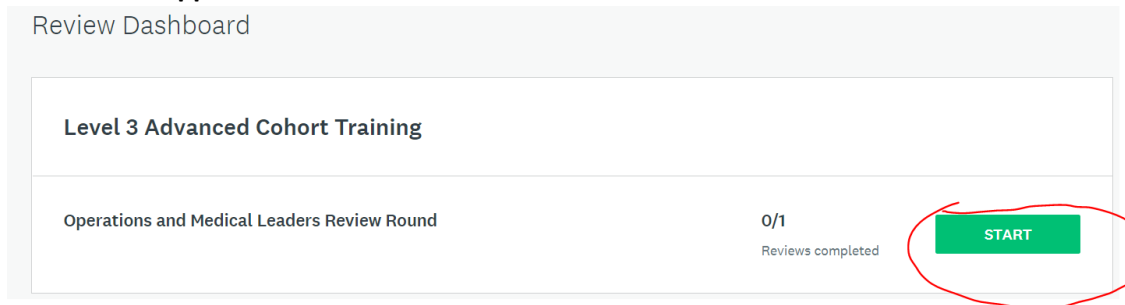 Review Dashboard
Level 3 Advanced Cohort Training
Operations and Medical Leaders Review Round
0/1
START
Reviews completed